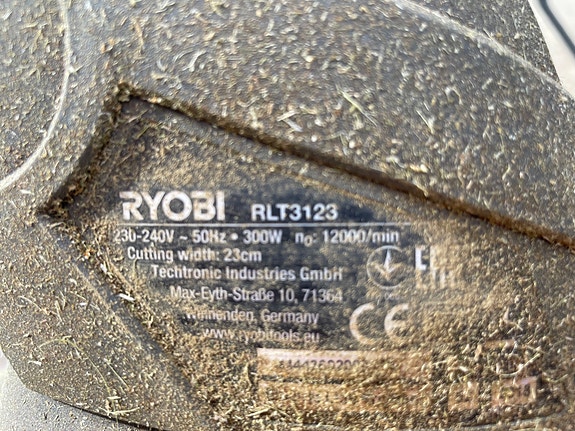 RYOBI RLT3123
230-240V ~ 50Hz • 300W n₀: 12000/min
Cutting width: 23cm
Techtronic Industries GmbH
Max-Eyth-Straße 10, 71364
Winnenden, Germany
www.ryobitools.eu
CE